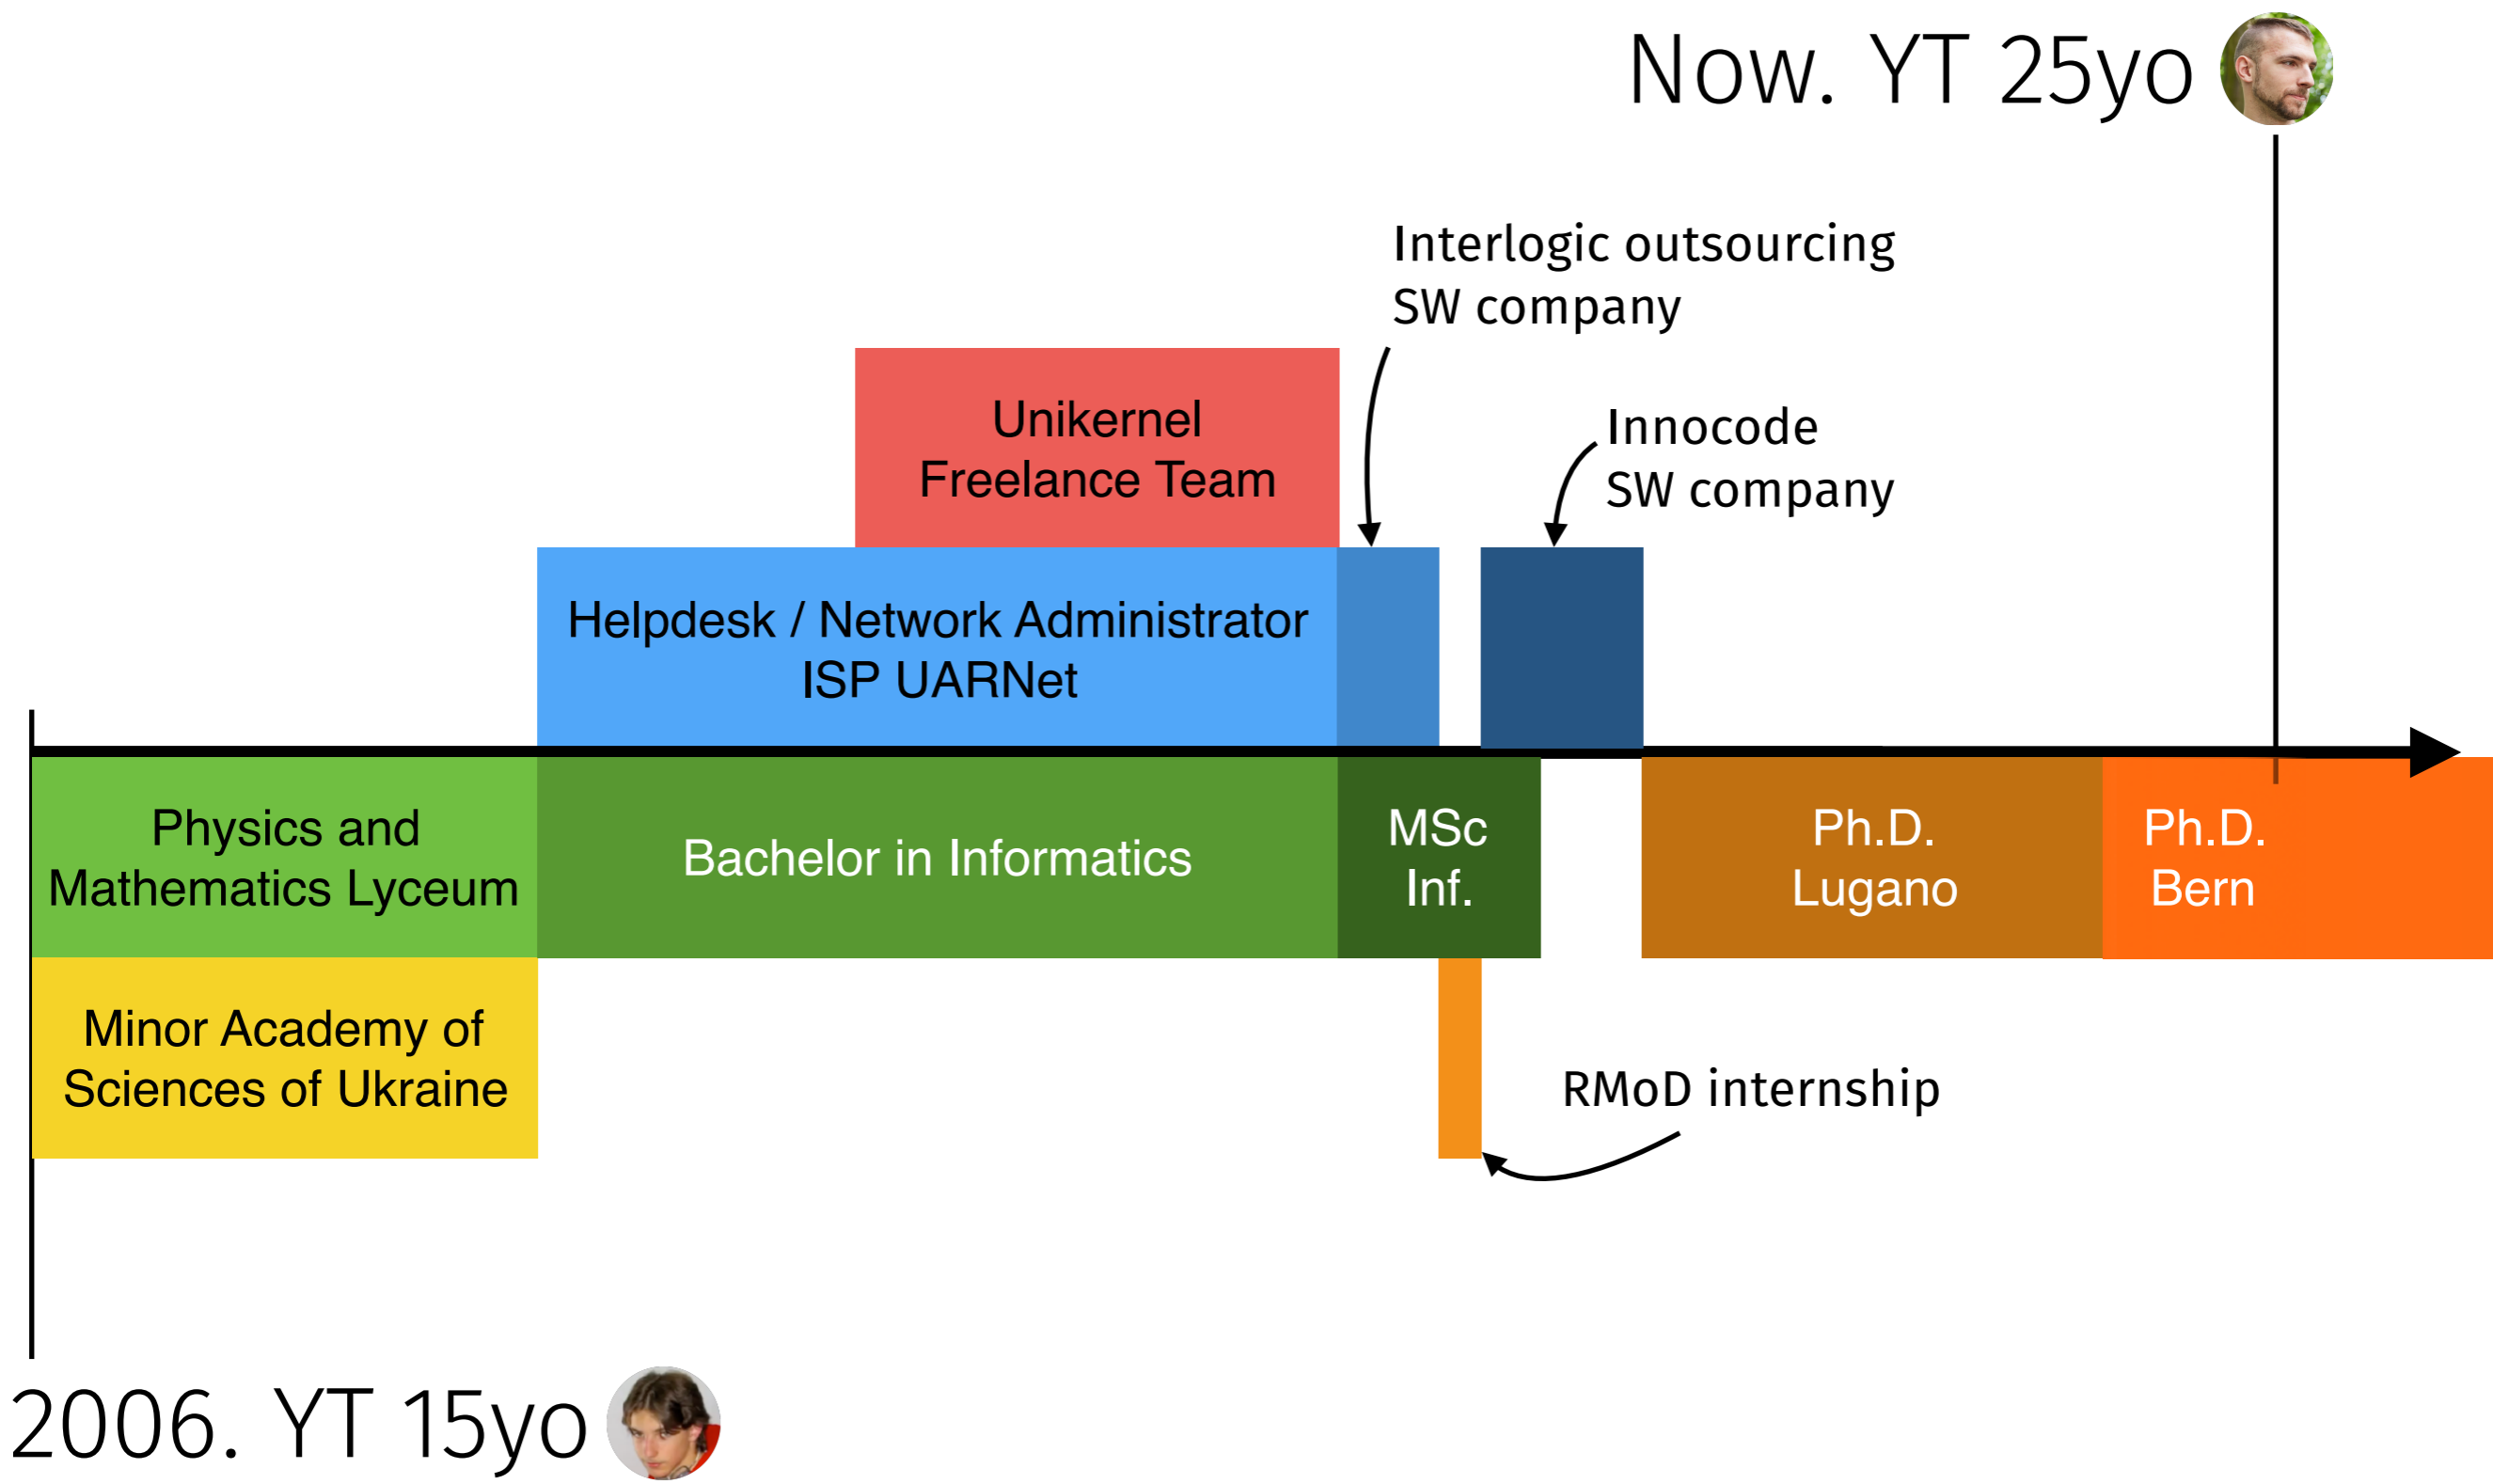 Now. YT 25yo
Interlogic outsourcing
SW company
Innocode
SW company
Unikernel
Freelance Team
Helpdesk / Network Administrator
ISP UARNet
Physics and
Mathematics Lyceum
Bachelor in Informatics
MSc
Inf.
Ph.D.
Lugano
Ph.D.
Bern
Minor Academy of
Sciences of Ukraine
RMoD internship
2006. YT 15yo